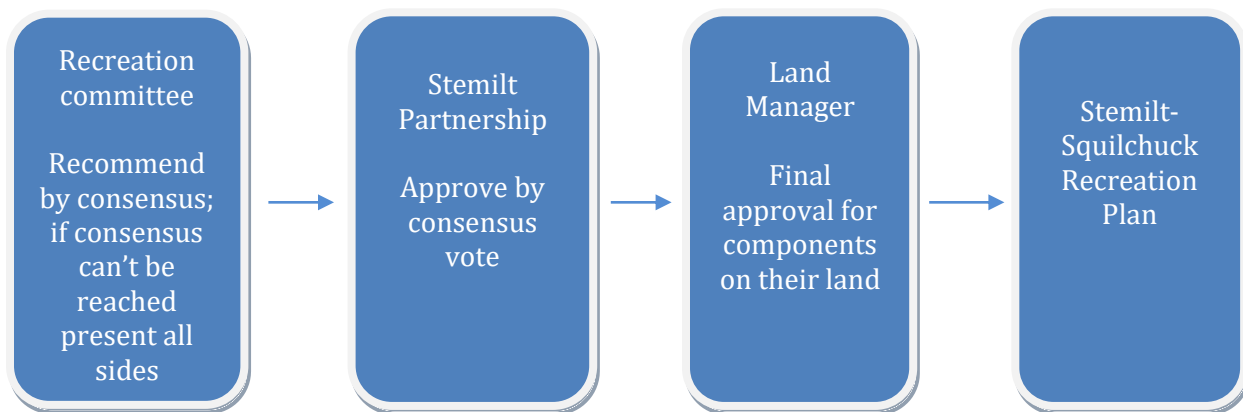 Recreation
committee
Recommend
by consensus;
if consensus
can’t be
reached
present all
sides
Stemilt
Partnership
Approve by
consensus
vote
Land
Manager
Final
approval for
components
on their land
Stemilt-
Squilchuck
Recreation
Plan